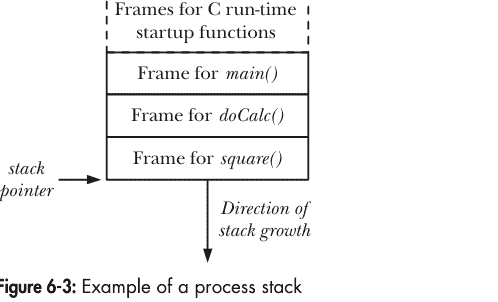 Frames for C run-time
startup functions
Frame for main()
Frame for doCalc()
Frame for square()
stack
pointer
Direction of
stack growth
Figure 6-3: Example of a process stack